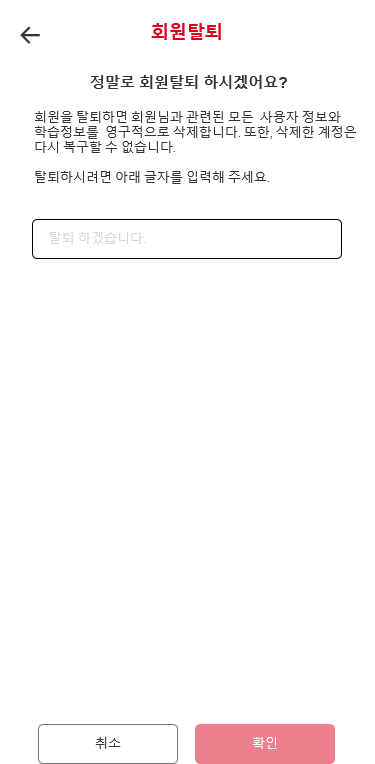 회원탈퇴
정말로 회원탈퇴 하시겠어요?
회원을 탈퇴하면 회원님과 관련된 모든 사용자 정보와
학습정보를 영구적으로 삭제합니다. 또한, 삭제한 계정은
다시 복구할 수 없습니다.
탈퇴하시려면 아래 글자를 입력해 주세요.
탈퇴 하겠습니다.
취소
확인